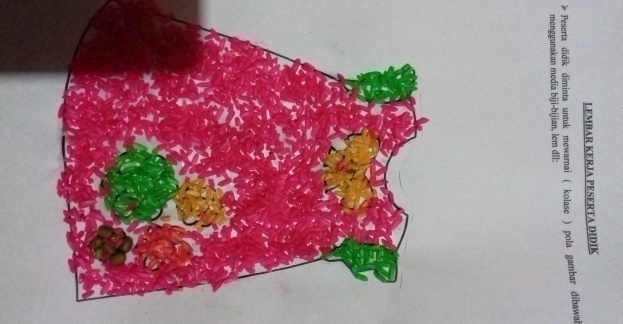 LEMBAR KERJA PESERTA DIDIK
➢ Peserta didik diminta untuk mewarnai ( kolase ) pola gambar dibawah
menggunakan media biji-bijian, lem dll: